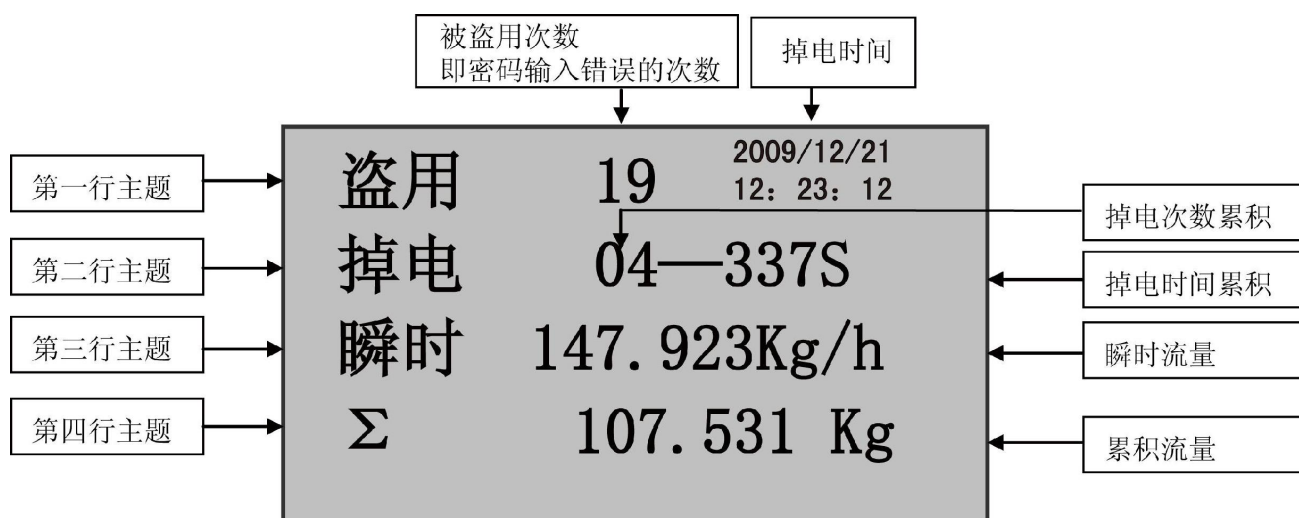 被盗用次数
即密码输入错误的次数
掉电时间
第一行主题
盗用 19 2009/12/21
12：23：12
掉电次数累积
第二行主题
掉电 04—337S
掉电时间累积
第三行主题
瞬时 147.923Kg/h
瞬时流量
第四行主题
Σ 107.531 Kg
累积流量